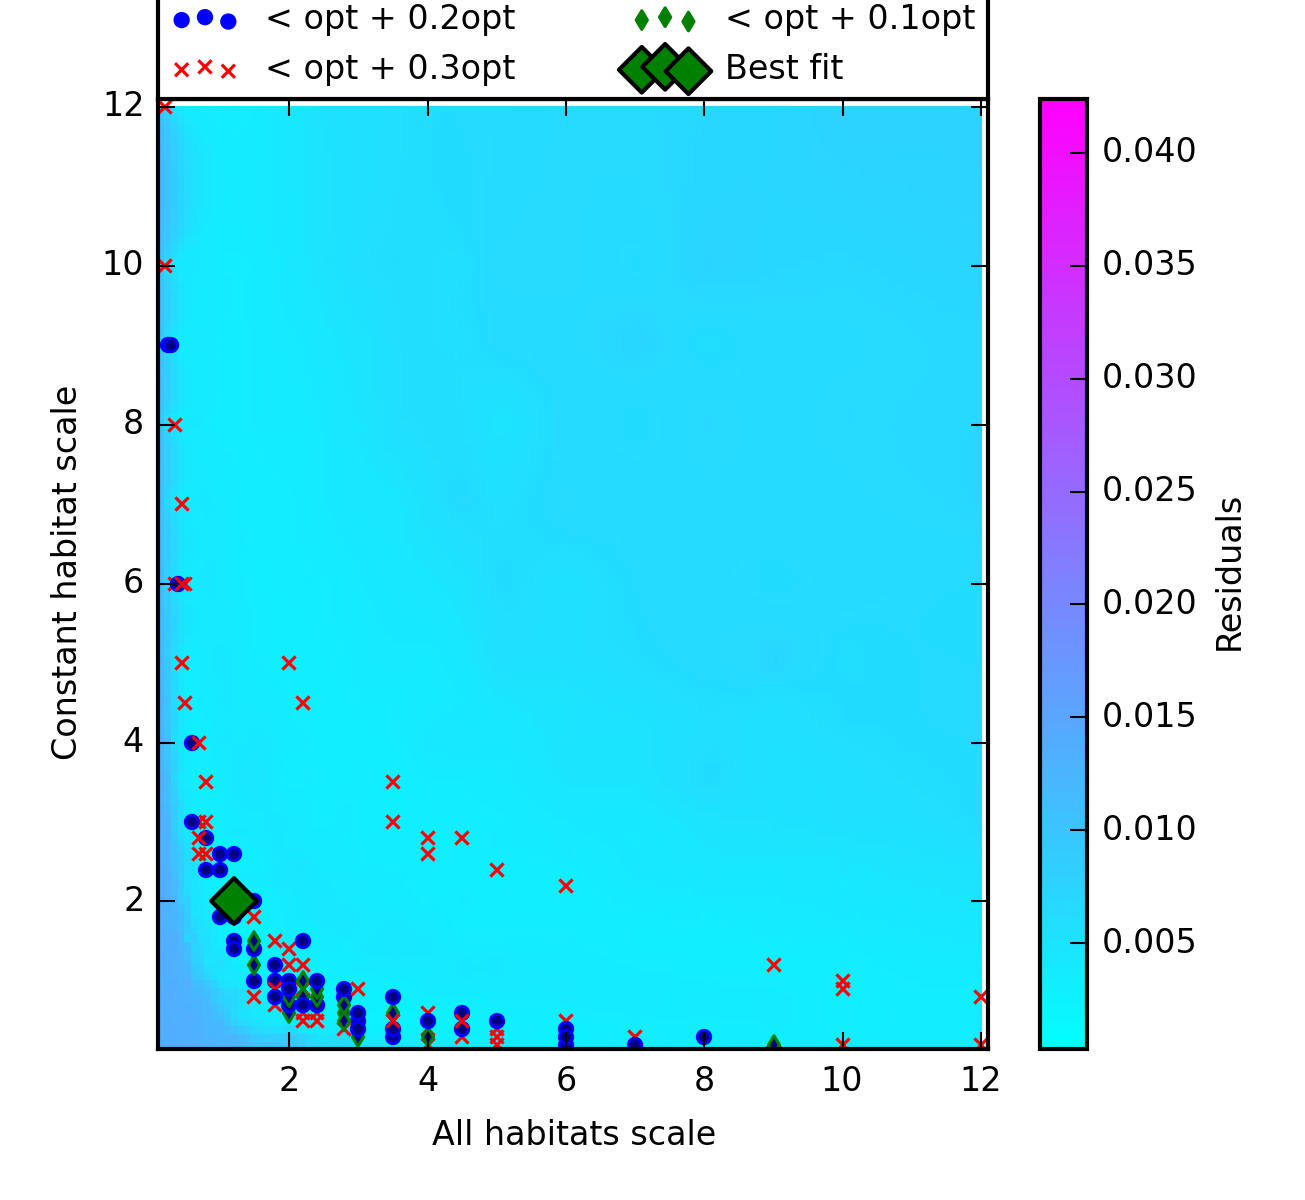 < opt + 0.2opt
< opt + 0.1opt
< opt + 0.3opt
Best fit
12
10
8
6
4
2
Constant habitat scale
2 4 6 8 10 12
All habitats scale
0.040
0.035
0.030
0.025
0.020
0.015
0.010
0.005
Residuals